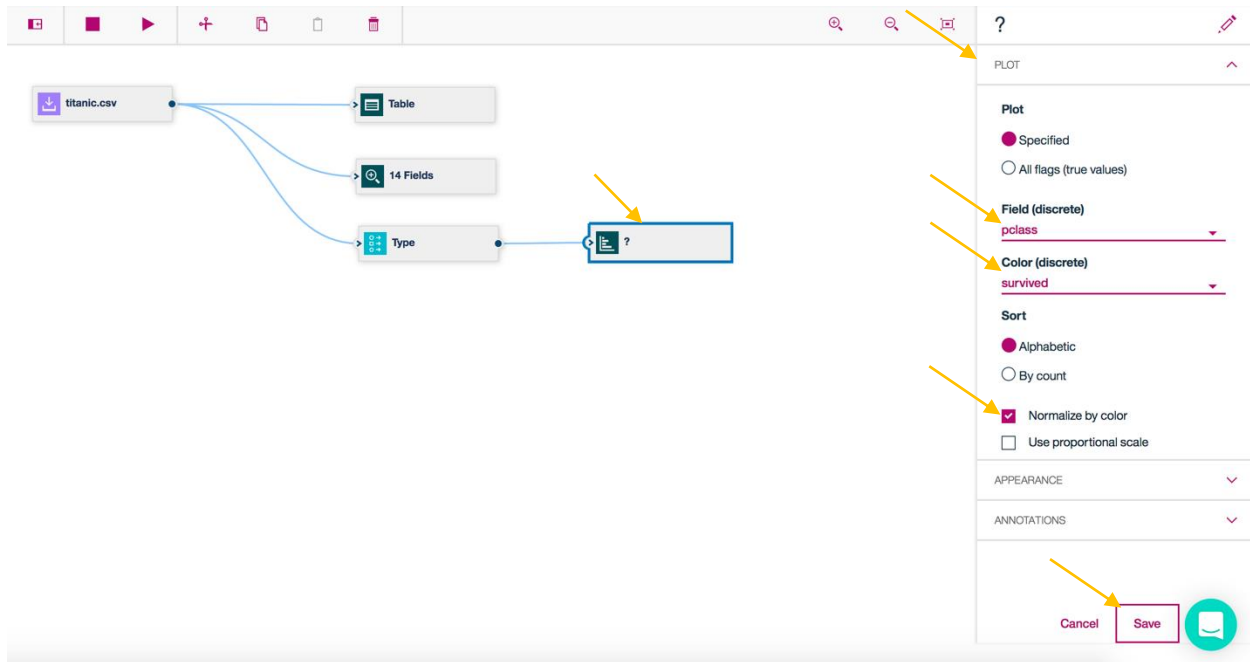 ?
PLOT
titanic.csv
Table
Plot
Specified
All flags (true values)
14 Fields
Field (discrete)
pclass
Type
?
Color (discrete)
survived
Sort
Alphabetic
By count
Normalize by color
Use proportional scale
APPEARANCE
ANNOTATIONS
Cancel
Save